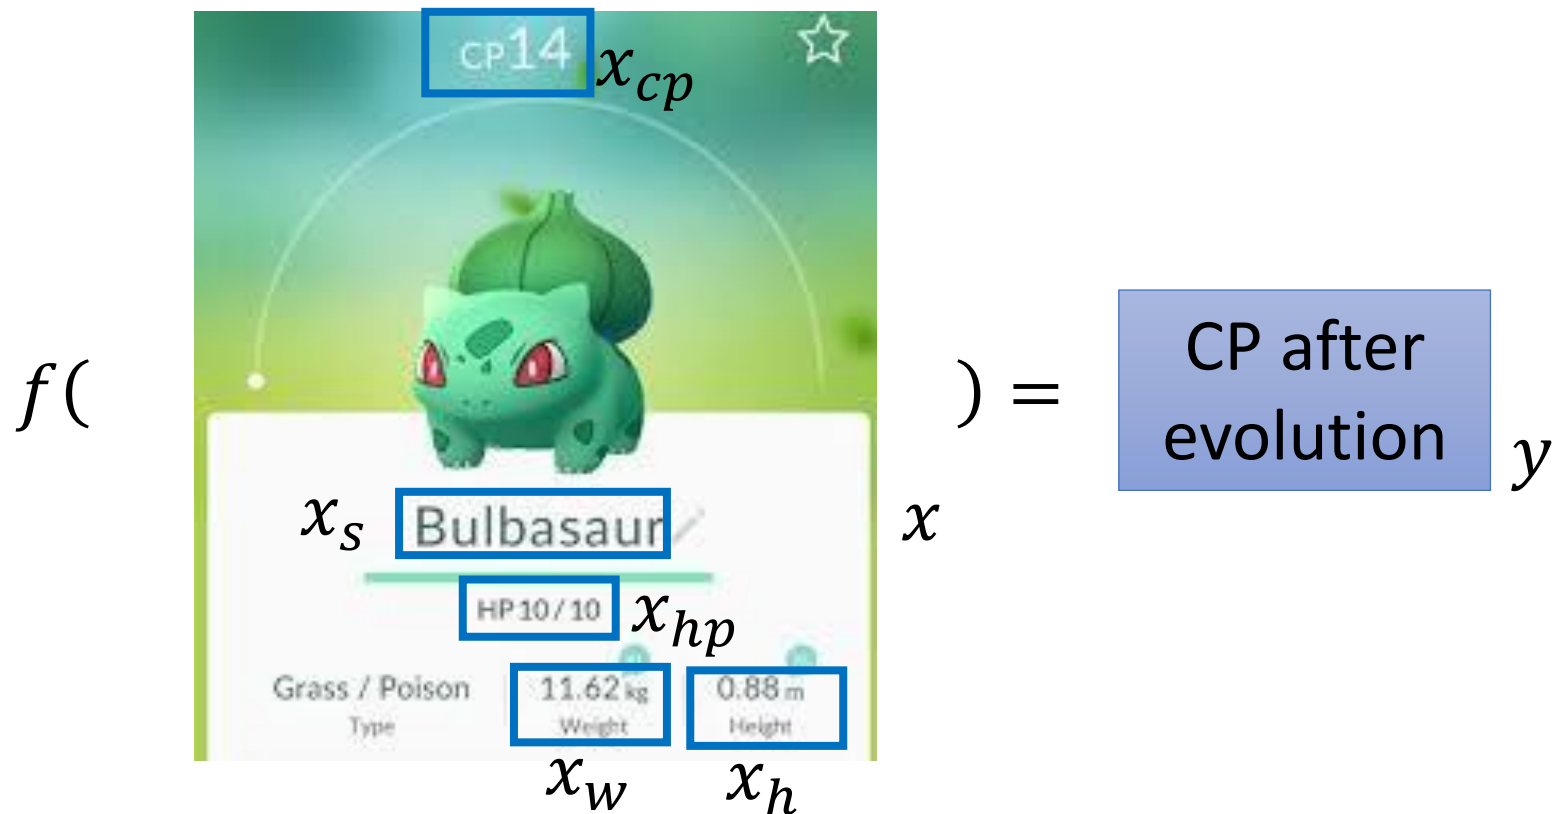 CP14
x_cp
f(
) =
CP after
evolution
y
x_s
Bulbasaur
x
HP 10 / 10
x_hp
Grass / Poison
Type
11.62 kg
Weight
0.88 m
Height
x_w
x_h